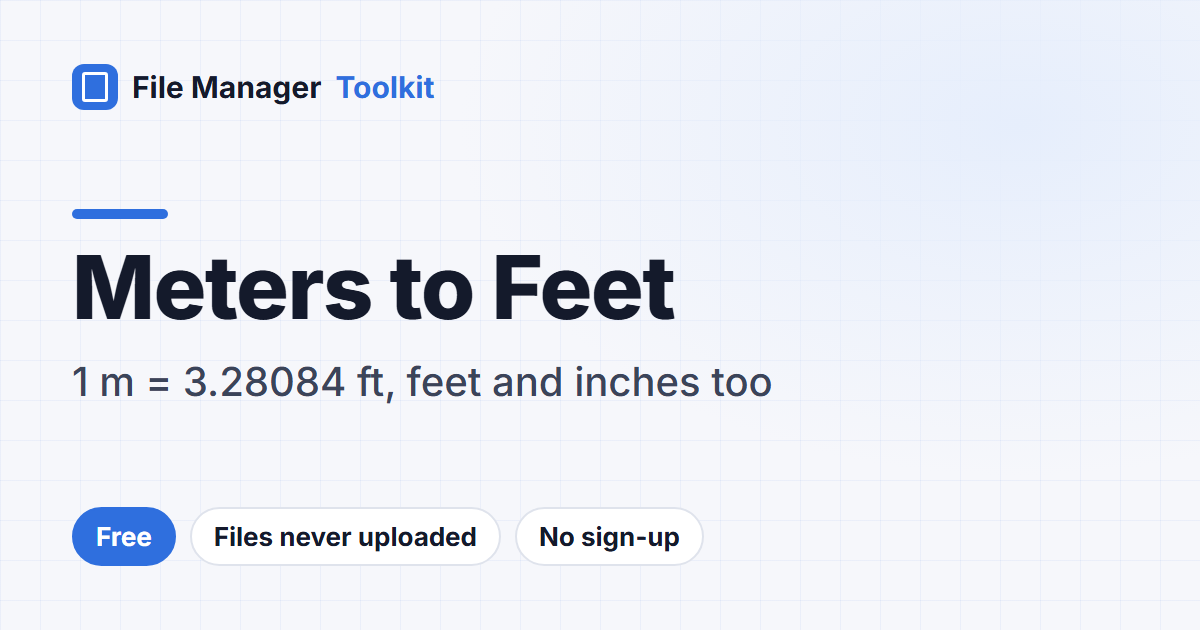 File Manager Toolkit
Meters to Feet
1 m = 3.28084 ft, feet and inches too
Free
Files never uploaded
No sign-up